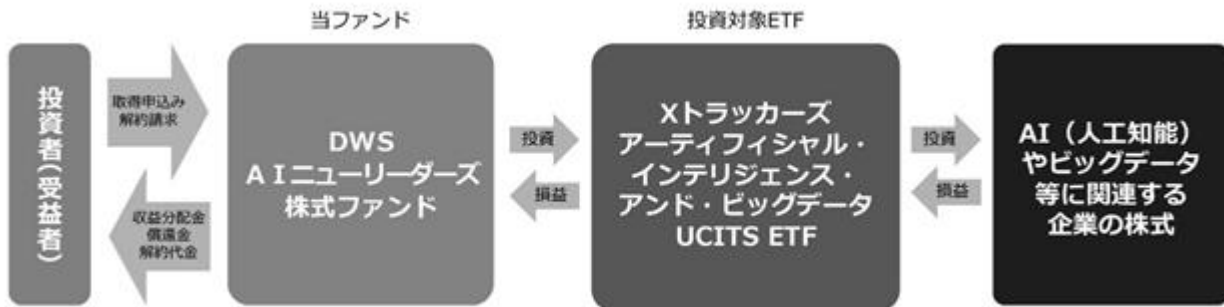 当ファンド
投資対象ETF
投資者(受益者)
取得申込み
解約請求
収益分配金
償還金
解約代金
DWS
AIニューリーダーズ
株式ファンド
投資
損益
Xトラッカーズ
アーティフィシャル・
インテリジェンス・
アンド・ビッグデータ
UCITS ETF
投資
損益
AI（人工知能）
やビッグデータ
等に関連する
企業の株式